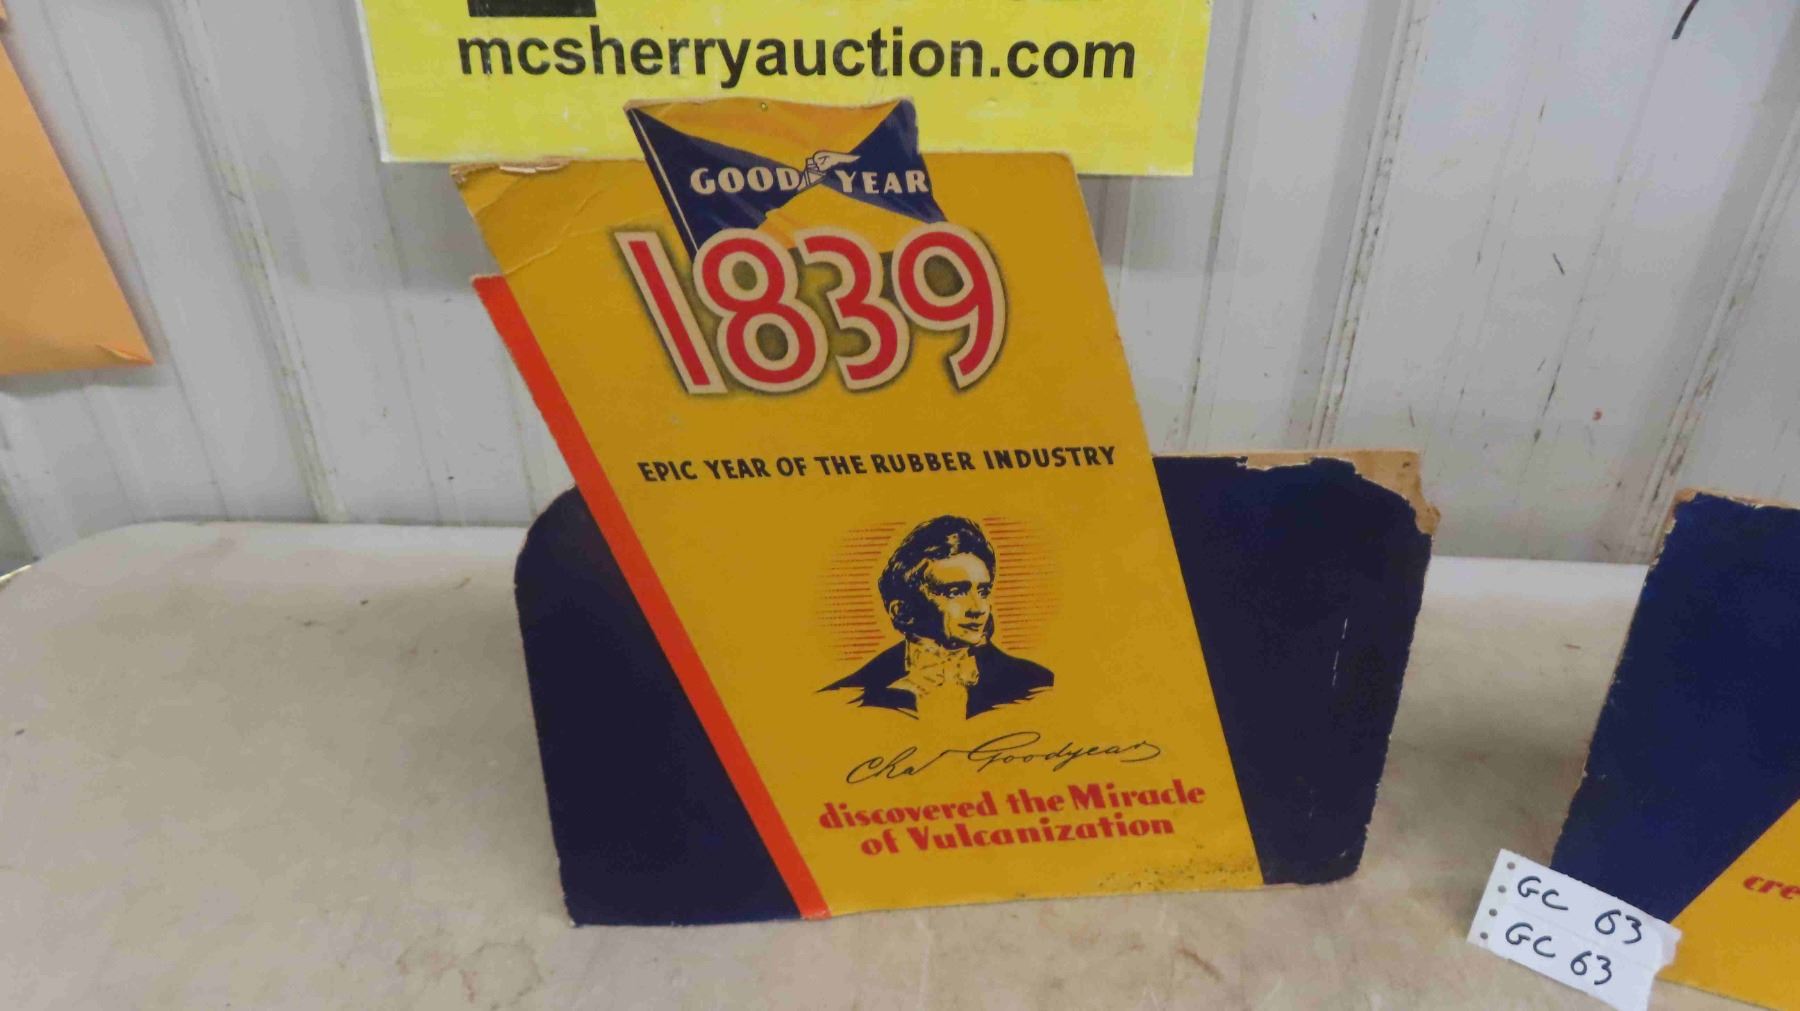 mcsherryauction.com
GOOD YEAR
1839
EPIC YEAR OF THE RUBBER INDUSTRY
Chas Goodyear
discovered the Miracle
of Vulcanization
cre
GC 63
GC 63